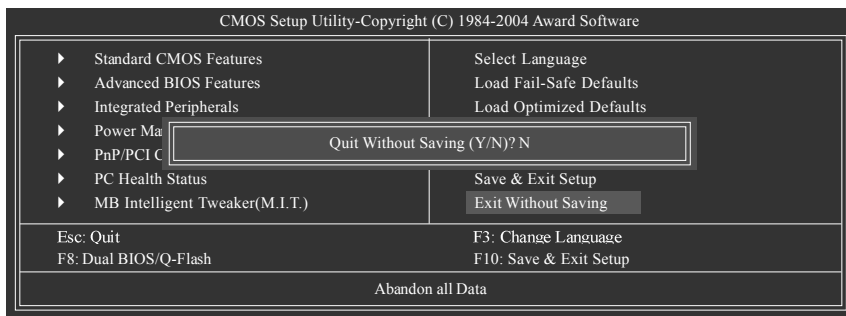 CMOS Setup Utility-Copyright (C) 1984-2004 Award Software
Standard CMOS Features
Advanced BIOS Features
Integrated Peripherals
Power Ma
PnP/PCI C
PC Health Status
MB Intelligent Tweaker(M.I.T.)
Select Language
Load Fail-Safe Defaults
Load Optimized Defaults
Quit Without Saving (Y/N)? N
Save & Exit Setup
Exit Without Saving
Esc: Quit
F3: Change Language
F8: Dual BIOS/Q-Flash
F10: Save & Exit Setup
Abandon all Data